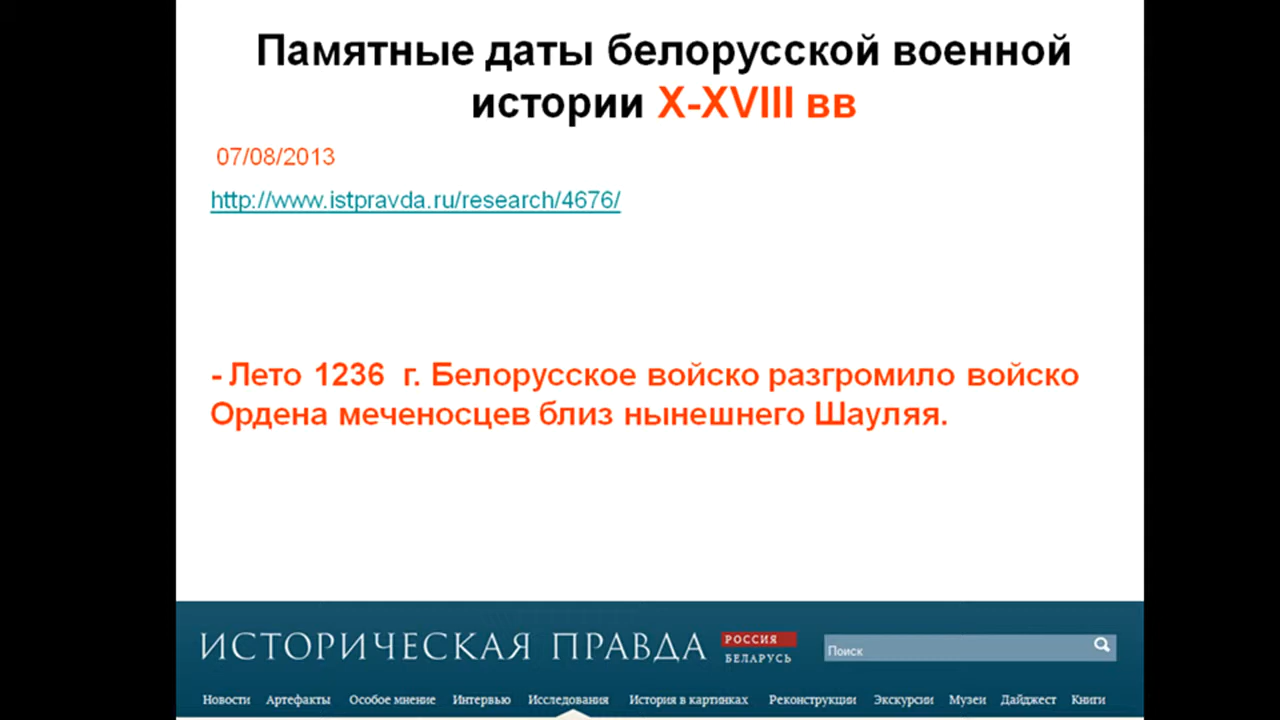 Памятные даты белорусской военной
истории X-XVIII вв
07/08/2013
http://www.istpravda.ru/research/4676/
- Лето 1236 г. Белорусское войско разгромило войско
Ордена меченосцев близ нынешнего Шауляя.
ИСТОРИЧЕСКАЯ ПРАВДА
РОССИЯ
БЕЛАРУСЬ
Поиск
Новости Артефакты Особое мнение Интервью Исследования История в картинках Реконструкции Экскурсии Музеи Дайджест Книги